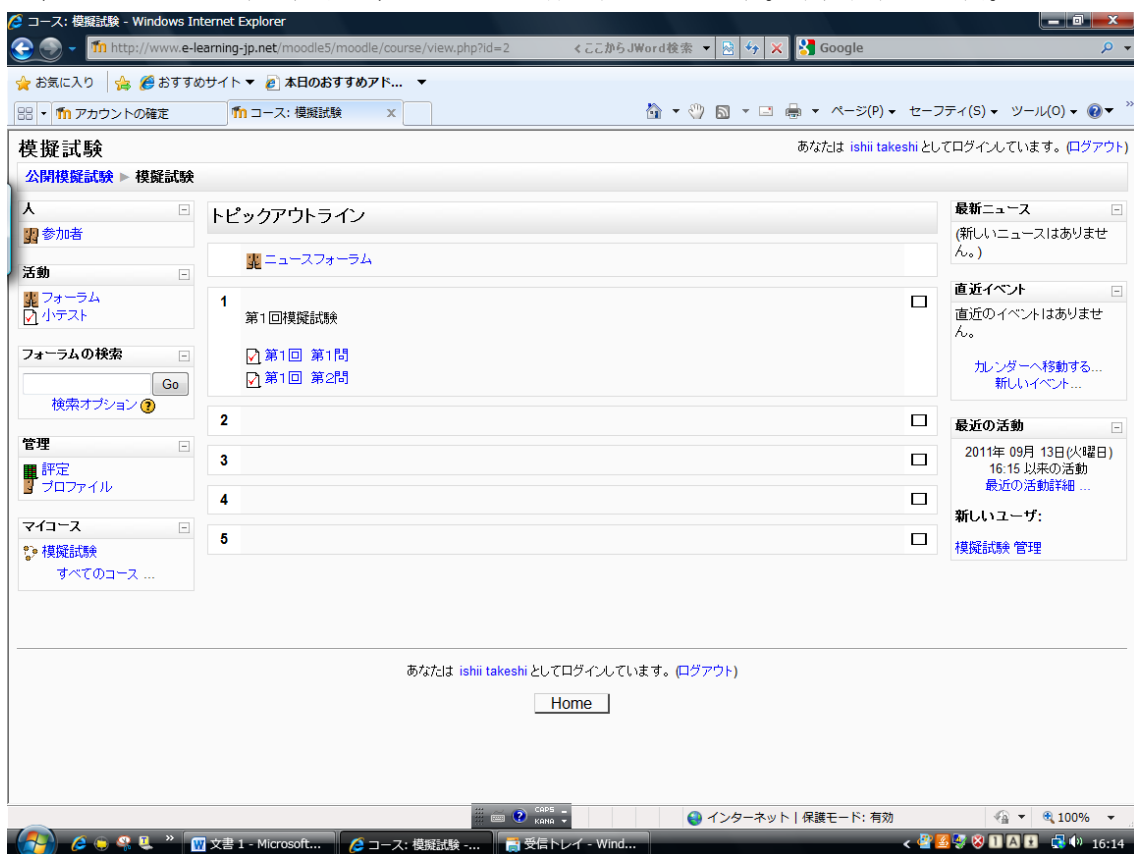 コース: 模擬試験 - Windows Internet Explorer
http://www.e-learning-jp.net/moodle5/moodle/course/view.php?id=2
くここからJWord検索
Google
お気に入り
おすすめサイト
本日のおすすめアド...
アカウントの確定
コース: 模擬試験
x
ページ(P)
セーフティ(S)
ツール(O)
模擬試験
あなたは ishii takeshi としてログインしています。(ログアウト)
公開模擬試験 ► 模擬試験
人
参加者
活動
フォーラム
小テスト
フォーラムの検索
Go
検索オプション
管理
評定
プロファイル
マイコース
模擬試験
すべてのコース ...
トピックアウトライン
ニュースフォーラム
1
第1回模擬試験
第1回 第1問
第1回 第2問
2
3
4
5
最新ニュース
(新しいニュースはありませ
ん。)
直近イベント
直近のイベントはありませ
ん。
カレンダーへ移動する...
新しいイベント...
最近の活動
2011年 09月 13日(火曜日)
16:15 以来の活動
最近の活動詳細 ...
新しいユーザ:
模擬試験 管理
あなたは ishii takeshi としてログインしています。(ログアウト)
Home
CAPS
KANA
インターネット | 保護モード: 有効
100%
文書 1 - Microsoft...
コース: 模擬試験 -...
受信トレイ - Wind...
16:14